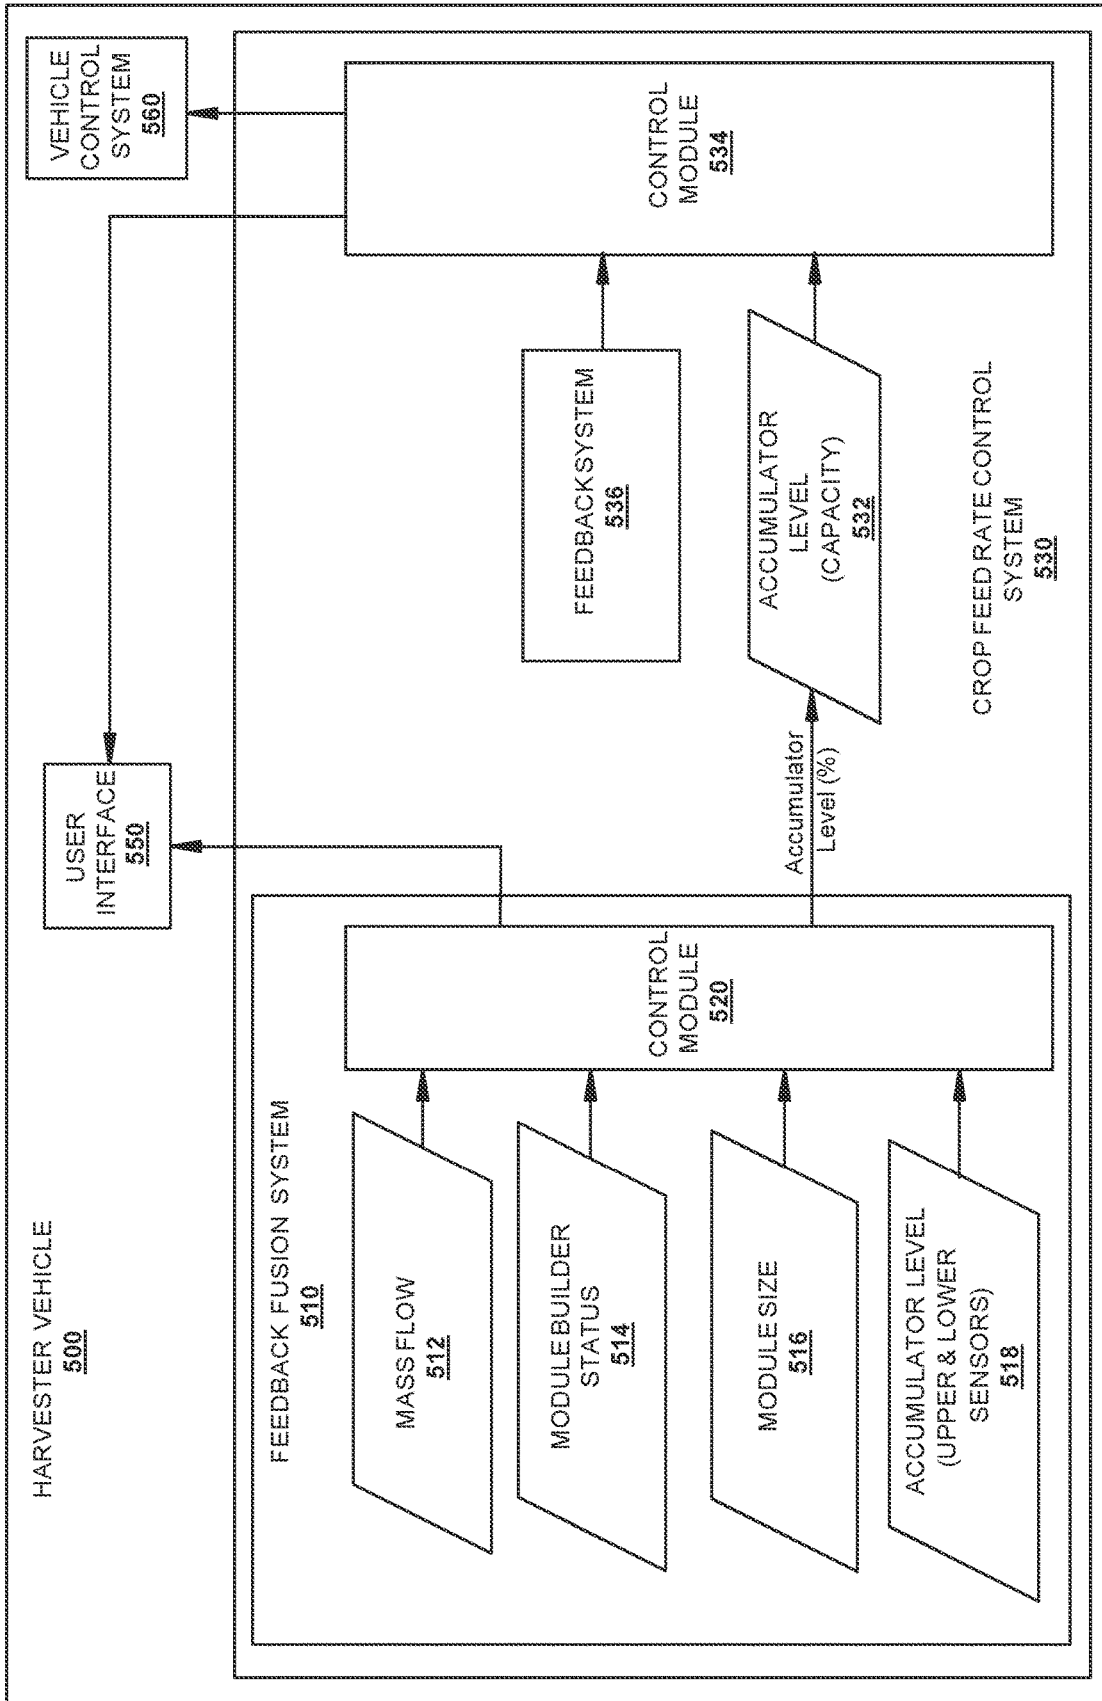 HARVESTER VEHICLE
500
USER
INTERFACE
550
VEHICLE
CONTROL
SYSTEM
560
FEEDBACK FUSION SYSTEM
510
MASS FLOW
512
MODULE BUILDER
STATUS
514
MODULE SIZE
516
ACCUMULATOR LEVEL
(UPPER & LOWER
SENSORS)
518
CONTROL
MODULE
520
Accumulator
Level (%)
FEEDBACK SYSTEM
536
ACCUMULATOR
LEVEL
(CAPACITY)
532
CONTROL
MODULE
534
CROP FEED RATE CONTROL
SYSTEM
530